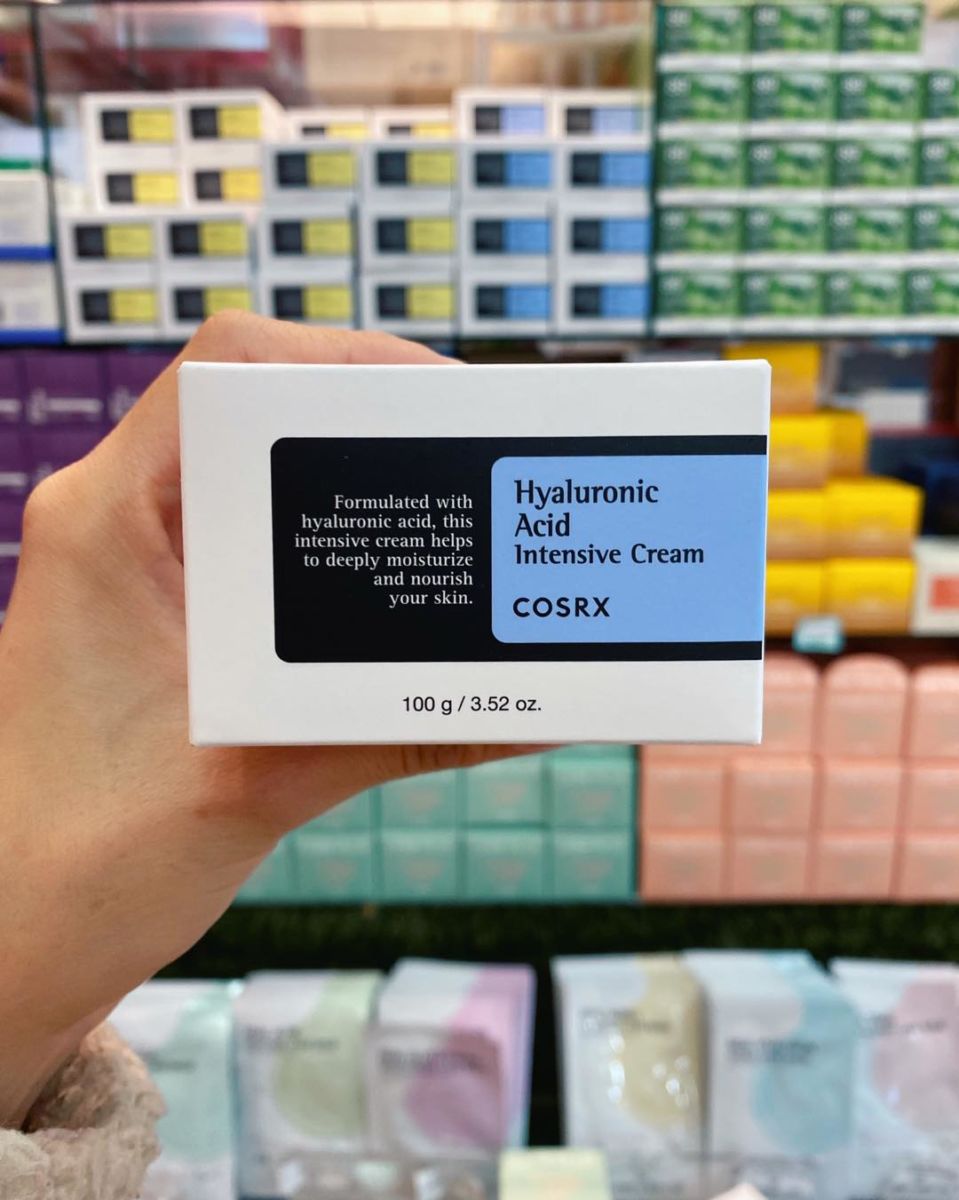 Formulated with
hyaluronic acid, this
intensive cream helps
to deeply moisturize
and nourish
your skin.
Hyaluronic
Acid
Intensive Cream
COSRX
100 g / 3.52 oz.